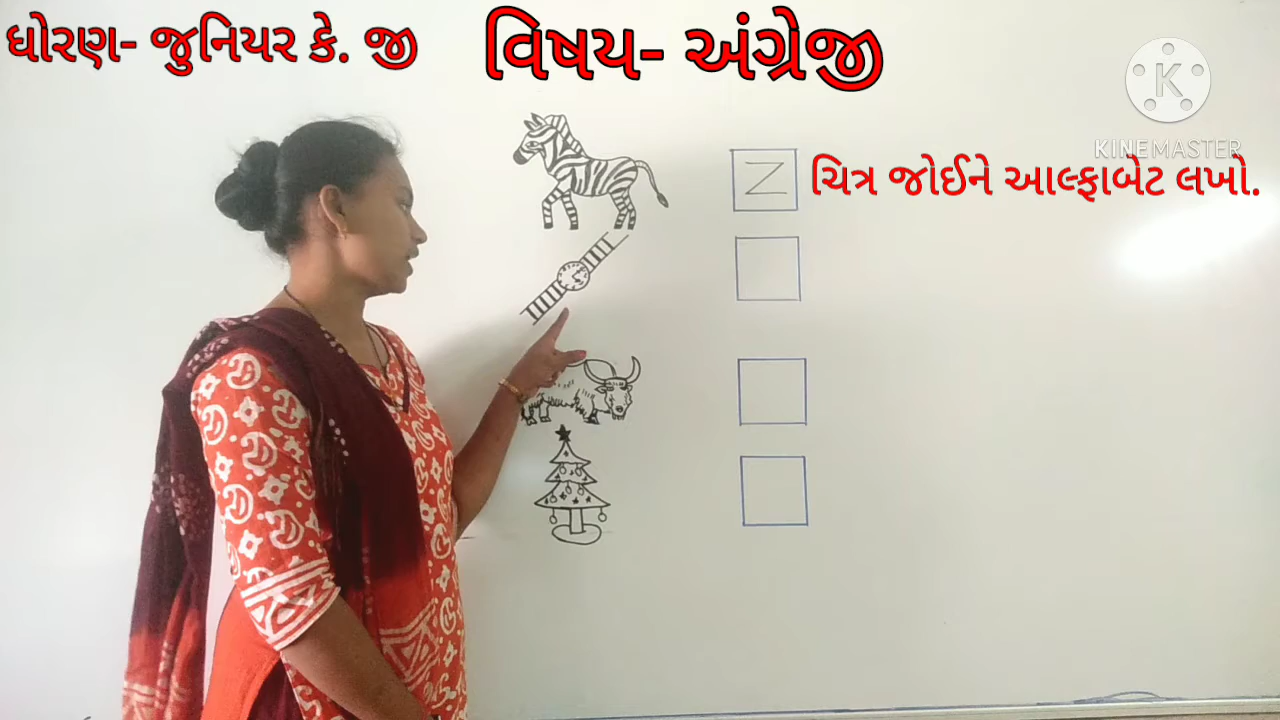 ધોરણ- જુનિયર કે. જી
વિષય- અંગ્રેજી
K
KINEMASTER
Z
ચિત્ર જોઈને આલ્ફાબેટ લખો.